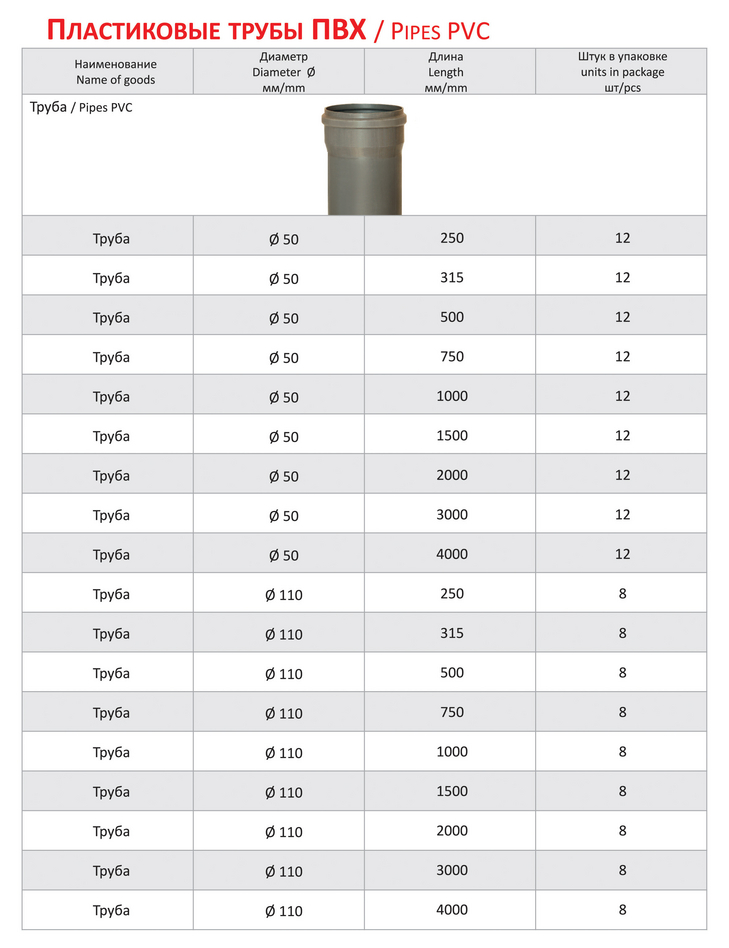 Пластиковые трубы ПВХ / Pipes PVC
Наименование Name of goods | Диаметр Diameter Ø мм/mm | Длина Length мм/mm | Штук в упаковке units in package шт/pcs
Труба / Pipes PVC
Труба Ø 50 250 12
Труба Ø 50 315 12
Труба Ø 50 500 12
Труба Ø 50 750 12
Труба Ø 50 1000 12
Труба Ø 50 1500 12
Труба Ø 50 2000 12
Труба Ø 50 3000 12
Труба Ø 50 4000 12
Труба Ø 110 250 8
Труба Ø 110 315 8
Труба Ø 110 500 8
Труба Ø 110 750 8
Труба Ø 110 1000 8
Труба Ø 110 1500 8
Труба Ø 110 2000 8
Труба Ø 110 3000 8
Труба Ø 110 4000 8